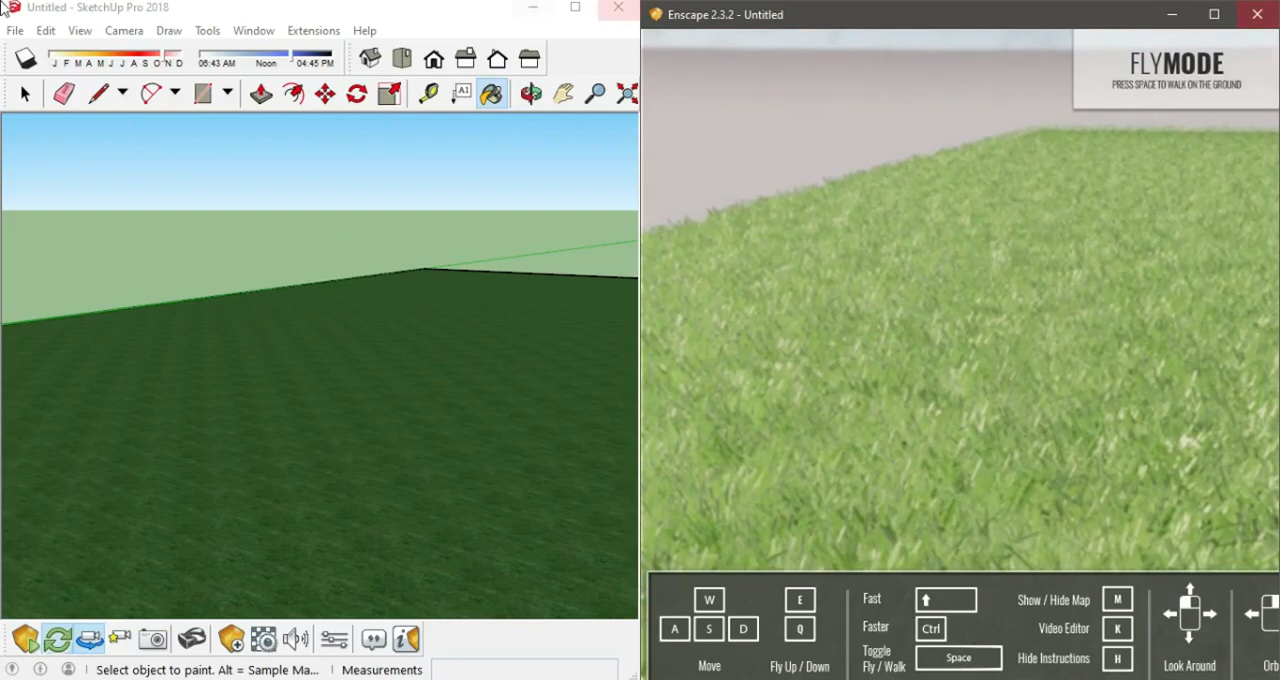 Untitled - SketchUp Pro 2018
File Edit View Camera Draw Tools Window Extensions Help
J F M A M J J A S O N D 06:43 AM Noon 04:45 PM
A1
Select object to paint. Alt = Sample Ma... Measurements
Enscape 2.3.2 - Untitled
FLYMODE
PRESS SPACE TO WALK ON THE GROUND
W
A S D
Move
E
Q
Fly Up / Down
Fast
Faster Ctrl
Toggle
Fly / Walk
Space
Show / Hide Map M
Video Editor K
Hide Instructions H
Look Around
Orb